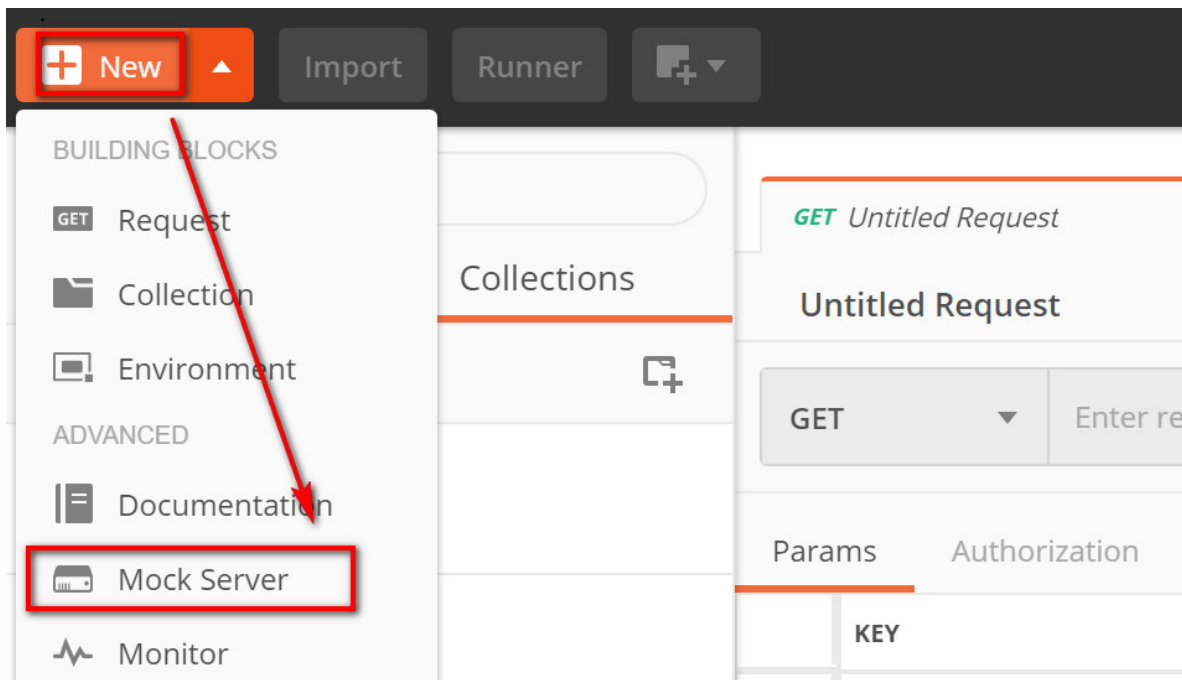 New
Import
Runner
BUILDING BLOCKS
GET Request
Collection
Environment
ADVANCED
Documentation
Mock Server
Monitor
Collections
GET Untitled Request
Untitled Request
GET
Enter re
Params
Authorization
KEY